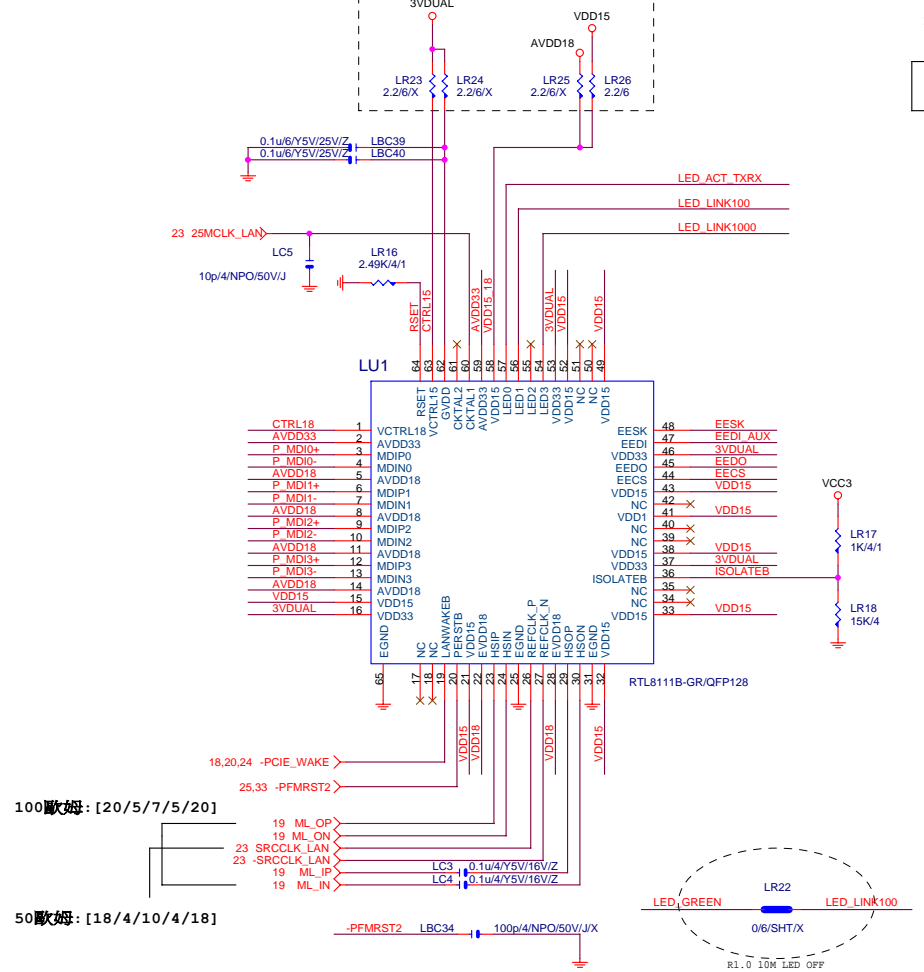 3VDUAL
VDD15
AVDD18
LR23
2.2/6/X
LR24
2.2/6/X
LR25
2.2/6/X
LR26
2.2/6
0.1u/6/Y5V/25V/Z LBC39
0.1u/6/Y5V/25V/Z LBC40
LED_ACT_TXRX
LED_LINK100
LED_LINK1000
23 25MCLK_LAN
LC5
10p/4/NPO/50V/J
LR16
2.49K/4/1
RSET
CTRL15
AVDD33
VDD15_18
3VDUAL
VDD15
VDD15
LU1
64 63 62 61 60 59 58 57 56 55 54 53 52 51 50 49
RSET
VCTRL15
GVDD
CKTAL2
CKTAL1
AVDD33
VDD15
LED0
LED1
LED2
LED3
VDD33
VDD15
NC
NC
VDD15
CTRL18 1 VCTRL18
AVDD33 2 AVDD33
P_MDI0+ 3 MDIP0
P_MDI0- 4 MDIN0
AVDD18 5 AVDD18
P_MDI1+ 6 MDIP1
P_MDI1- 7 MDIN1
AVDD18 8 AVDD18
P_MDI2+ 9 MDIP2
P_MDI2- 10 MDIN2
AVDD18 11 AVDD18
P_MDI3+ 12 MDIP3
P_MDI3- 13 MDIN3
AVDD18 14 AVDD18
VDD15 15 VDD15
3VDUAL 16 VDD33
EESK 48 EESK
EEDI 47 EEDI_AUX
VDD33 46 3VDUAL
EEDO 45 EEDO
EECS 44 EECS
VDD15 43 VDD15
NC 42
VDD1 41 VDD15
NC 40
NC 39
VDD15 38 VDD15
VDD33 37 3VDUAL
ISOLATEB 36 ISOLATEB
NC 35
NC 34
VDD15 33 VDD15
VCC3
LR17
1K/4/1
LR18
15K/4
EGND
NC
NC
LANWAKEB
PERSTB
VDD15
EVDD18
HSIP
HSIN
EGND
REFCLK_P
REFCLK_N
EVDD18
HSOP
HSON
EGND
VDD15
65 17 18 19 20 21 22 23 24 25 26 27 28 29 30 31 32
RTL8111B-GR/QFP128
VDD15
VDD18
VDD18
VDD15
18,20,24 -PCIE_WAKE
25,33 -PFMRST2
100歐姆:[20/5/7/5/20]
19 ML_OP
19 ML_ON
23 SRCCLK_LAN
23 -SRCCLK_LAN
19 ML_IP LC3 0.1u/4/Y5V/16V/Z
19 ML_IN LC4 0.1u/4/Y5V/16V/Z
50歐姆:[18/4/10/4/18]
-PFMRST2 LBC34 100p/4/NPO/50V/J/X
LR22
LED_GREEN LED_LINK100
0/6/SHT/X
R1.0 10M LED OFF